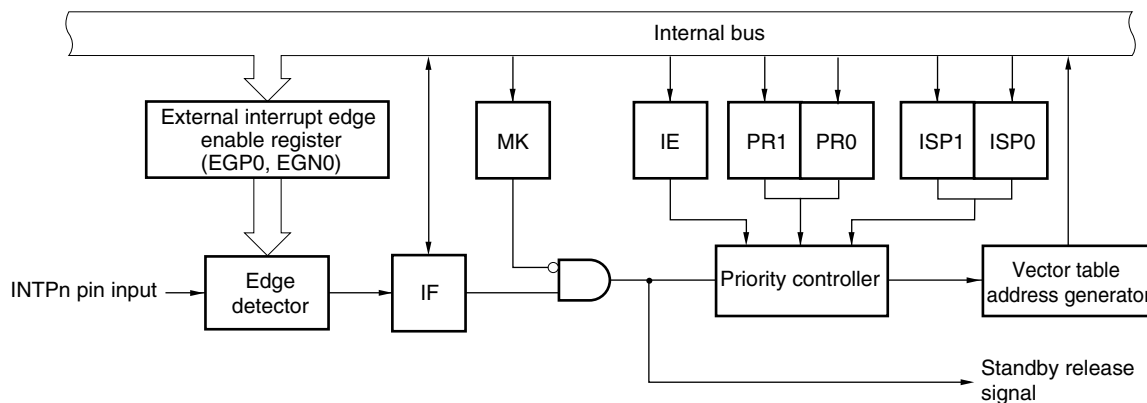 Internal bus
External interrupt edge
enable register
(EGP0, EGN0)
MK
IE
PR1
PR0
ISP1
ISP0
INTPn pin input
Edge
detector
IF
Priority controller
Vector table
address generator
Standby release
signal